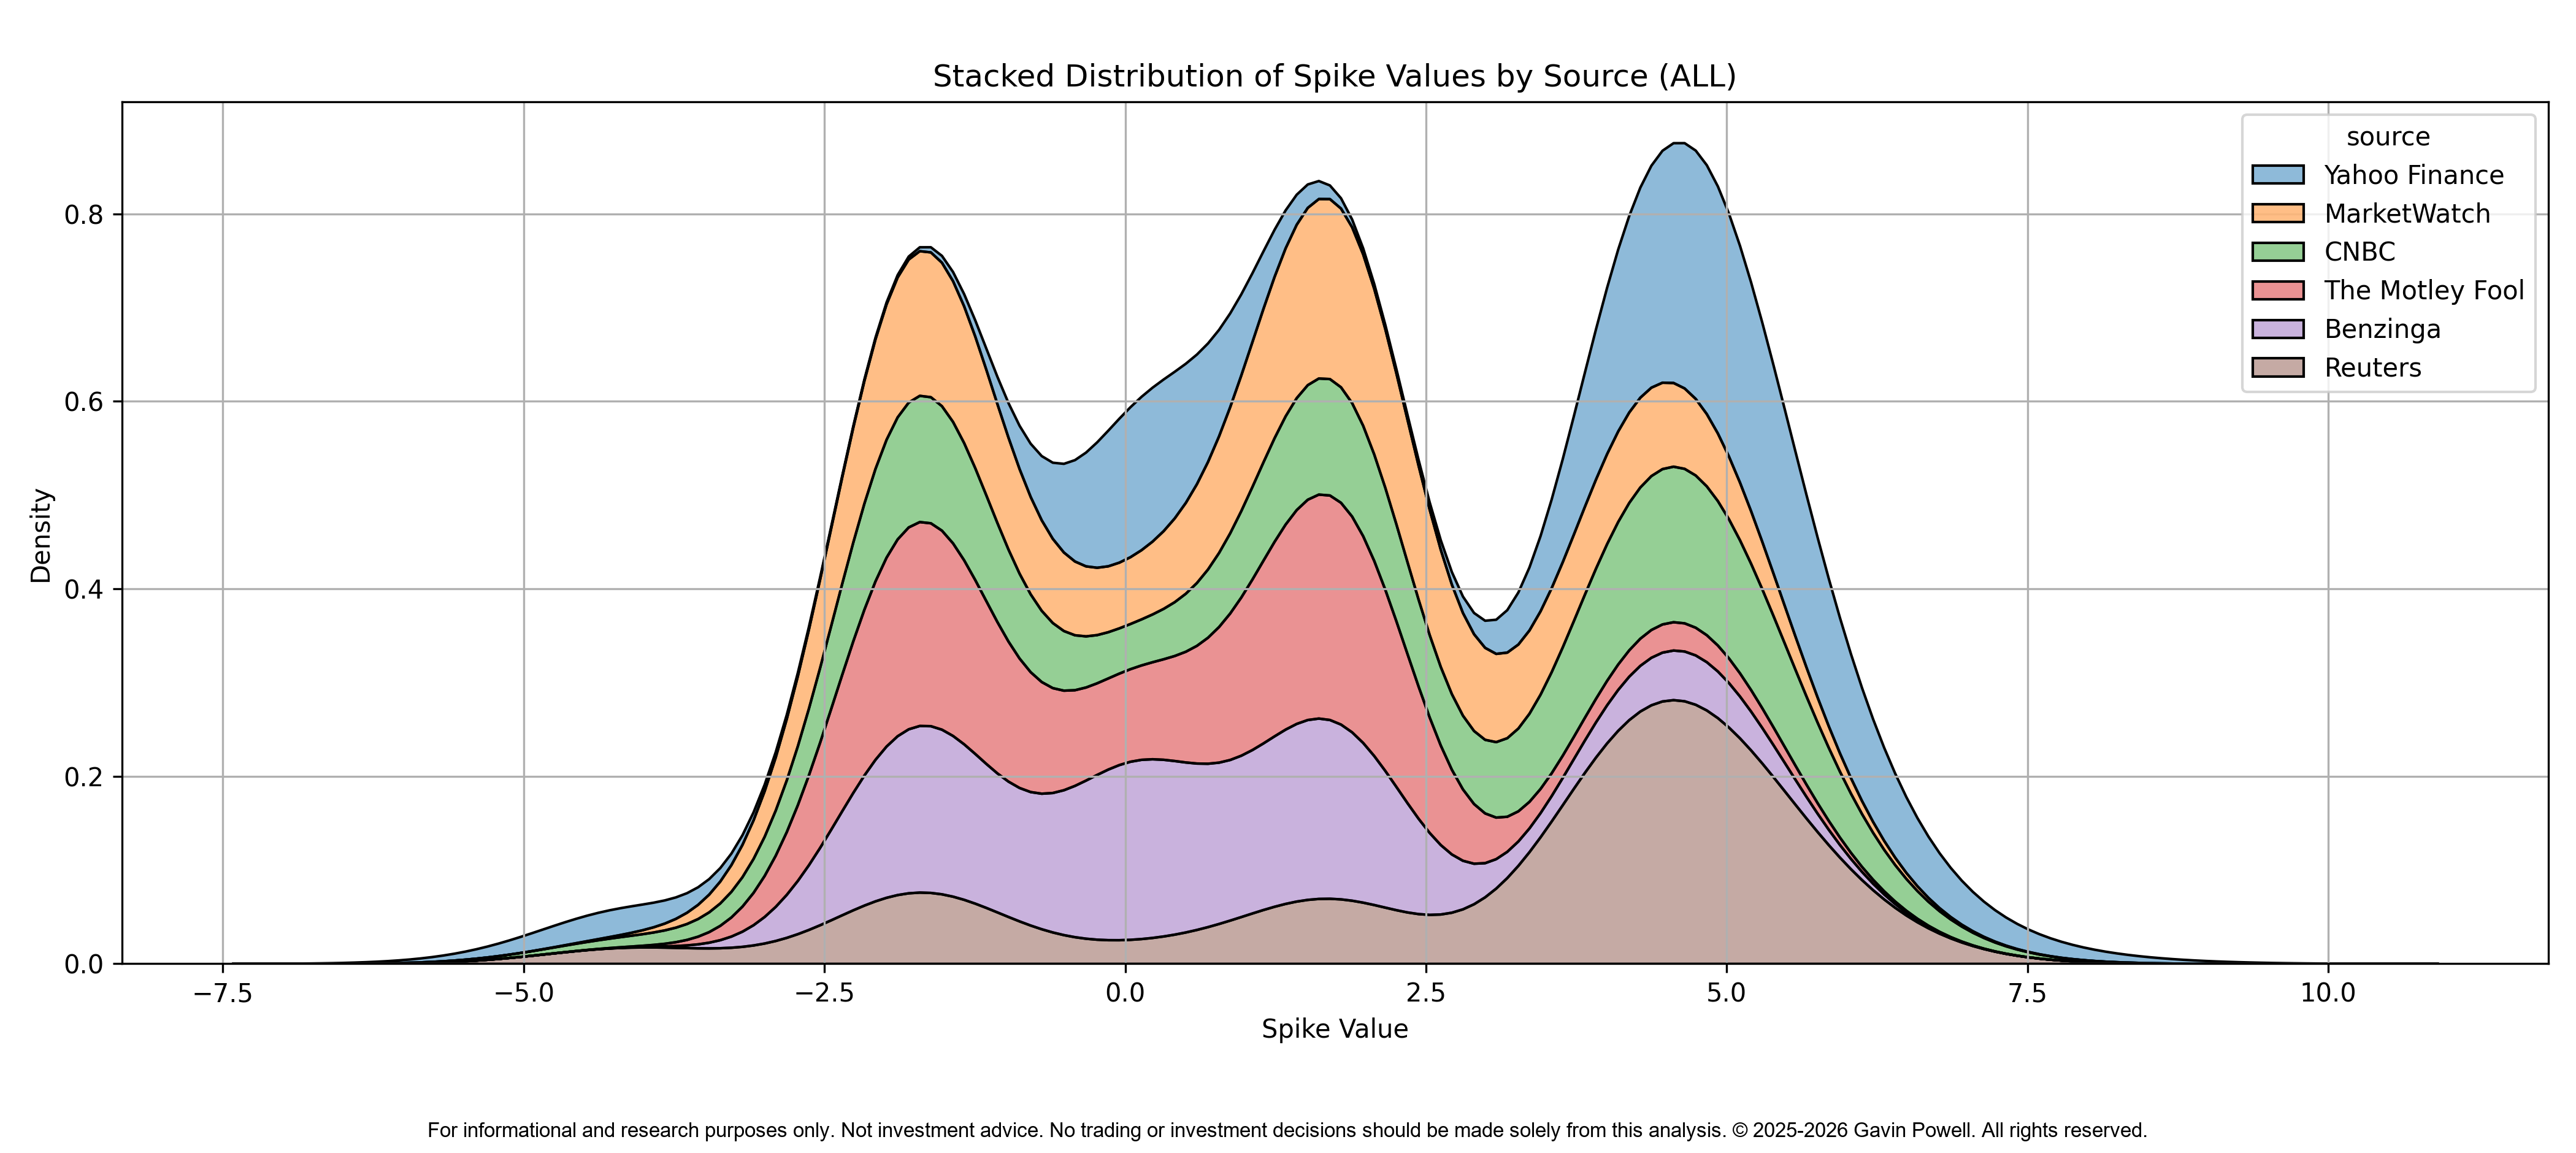 Stacked Distribution of Spike Values by Source (ALL)
source
Yahoo Finance
MarketWatch
CNBC
The Motley Fool
Benzinga
Reuters
Density
0.8
0.6
0.4
0.2
0.0
−7.5 −5.0 −2.5 0.0 2.5 5.0 7.5 10.0
Spike Value
For informational and research purposes only. Not investment advice. No trading or investment decisions should be made solely from this analysis. © 2025-2026 Gavin Powell. All rights reserved.